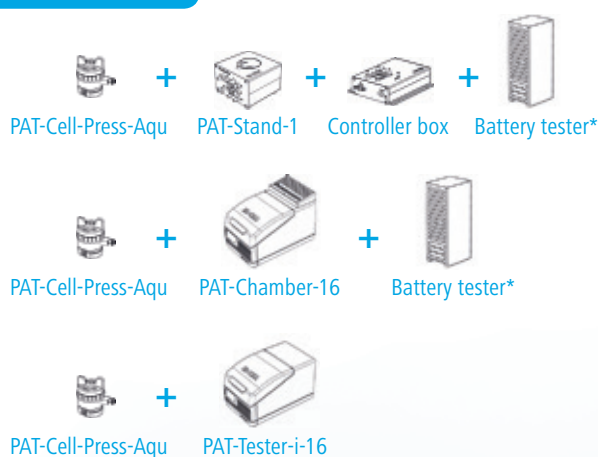 + + +
PAT-Cell-Press-Aqu PAT-Stand-1 Controller box Battery tester*
+ +
PAT-Cell-Press-Aqu PAT-Chamber-16 Battery tester*
+
PAT-Cell-Press-Aqu PAT-Tester-i-16